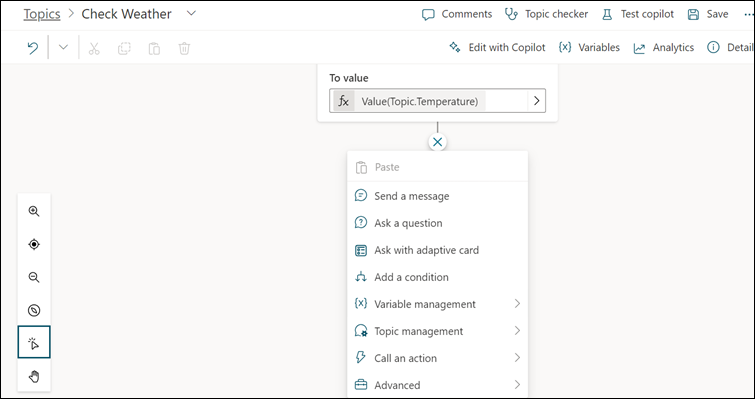 Topics > Check Weather
Comments Topic checker Test copilot Save ...
Edit with Copilot {x} Variables Analytics Detail
To value
fx Value(Topic.Temperature)
Paste
Send a message
Ask a question
Ask with adaptive card
Add a condition
{x} Variable management
Topic management
Call an action
Advanced